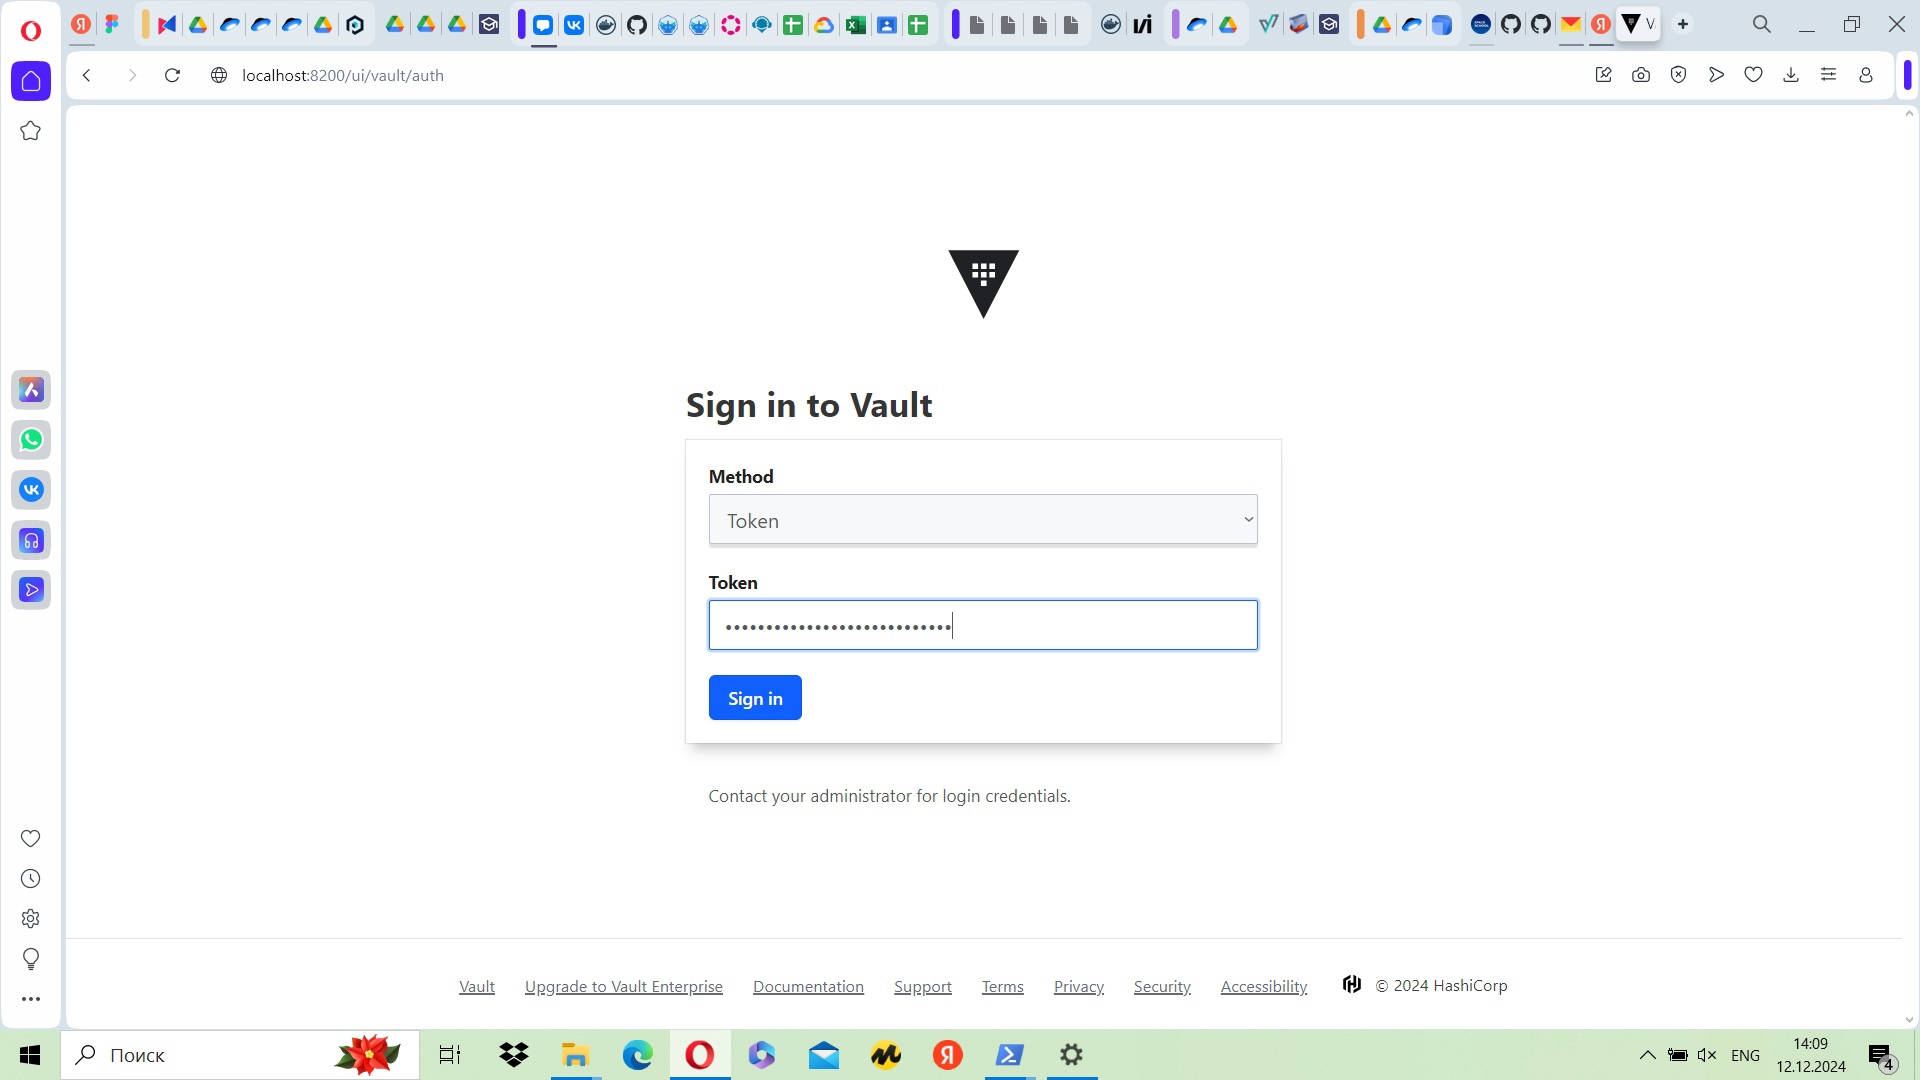 V
localhost:8200/ui/vault/auth
Sign in to Vault
Method
Token
Token
••••••••••••••••••••••••••••
Sign in
Contact your administrator for login credentials.
Vault Upgrade to Vault Enterprise Documentation Support Terms Privacy Security Accessibility © 2024 HashiCorp
Поиск
ENG
14:09
12.12.2024
4